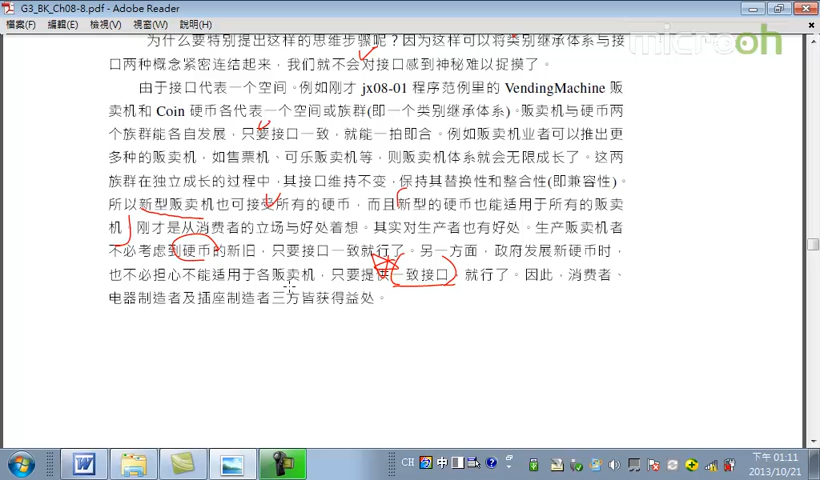 G3_BK_Ch08-8.pdf - Adobe Reader
檔案(F) 編輯(E) 檢視(V) 視窗(W) 說明(H)
microoh
为什么要特别提出这样的思维步骤呢？因为这样可以将类别继承体系与接
口两种概念紧密连结起来，我们就不会对接口感到神秘难以捉摸了。
由于接口代表一个空间。例如刚才 jx08-01 程序范例里的 VendingMachine 贩
卖机和 Coin 硬币各代表一个空间或族群(即一个类别继承体系)。贩卖机与硬币两
个族群能各自发展，只要接口一致，就能一拍即合。例如贩卖机业者可以推出更
多种的贩卖机，如售票机、可乐贩卖机等，则贩卖机体系就会无限成长了。这两
族群在独立成长的过程中，其接口维持不变，保持其替换性和整合性(即兼容性)。
所以新型贩卖机也可接受所有的硬币，而且新型的硬币也能适用于所有的贩卖
机 刚才是从消费者的立场与好处着想。其实对生产者也有好处。生产贩卖机者
不必考虑到硬币的新旧，只要接口一致就行了。另一方面，政府发展新硬币时，
也不必担心不能适用于各贩卖机，只要提供一致接口 就行了。因此，消费者、
电器制造者及插座制造者三方皆获得益处。
CH 中
下午 01:11
2013/10/21